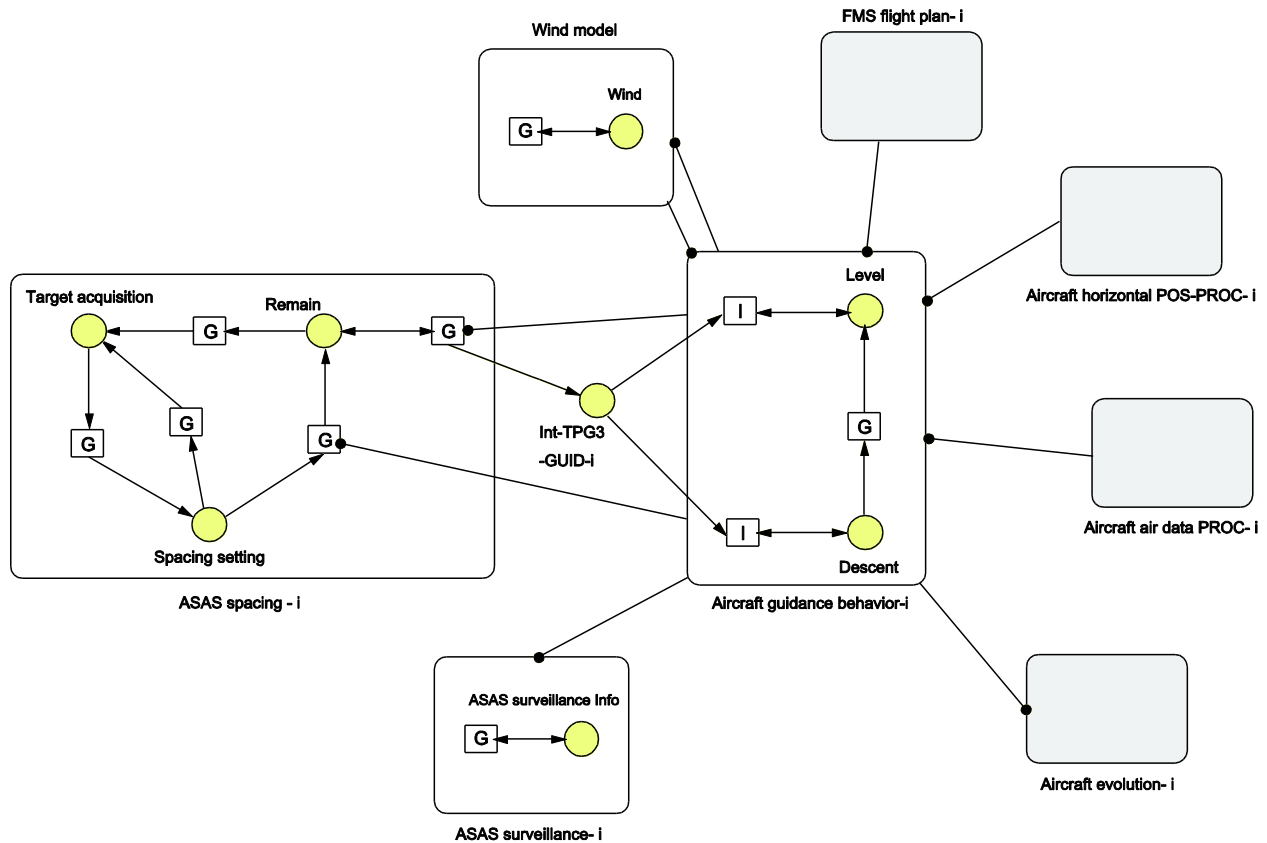 FMS flight plan- i
Wind model
Wind
G
Aircraft horizontal POS-PROC- i
Level
Target acquisition
Remain
G
G
I
G
G
G
G
Int-TPG3
-GUID-i
I
Spacing setting
Descent
Aircraft air data PROC- i
ASAS spacing - i
Aircraft guidance behavior-i
ASAS surveillance Info
G
Aircraft evolution- i
ASAS surveillance- i